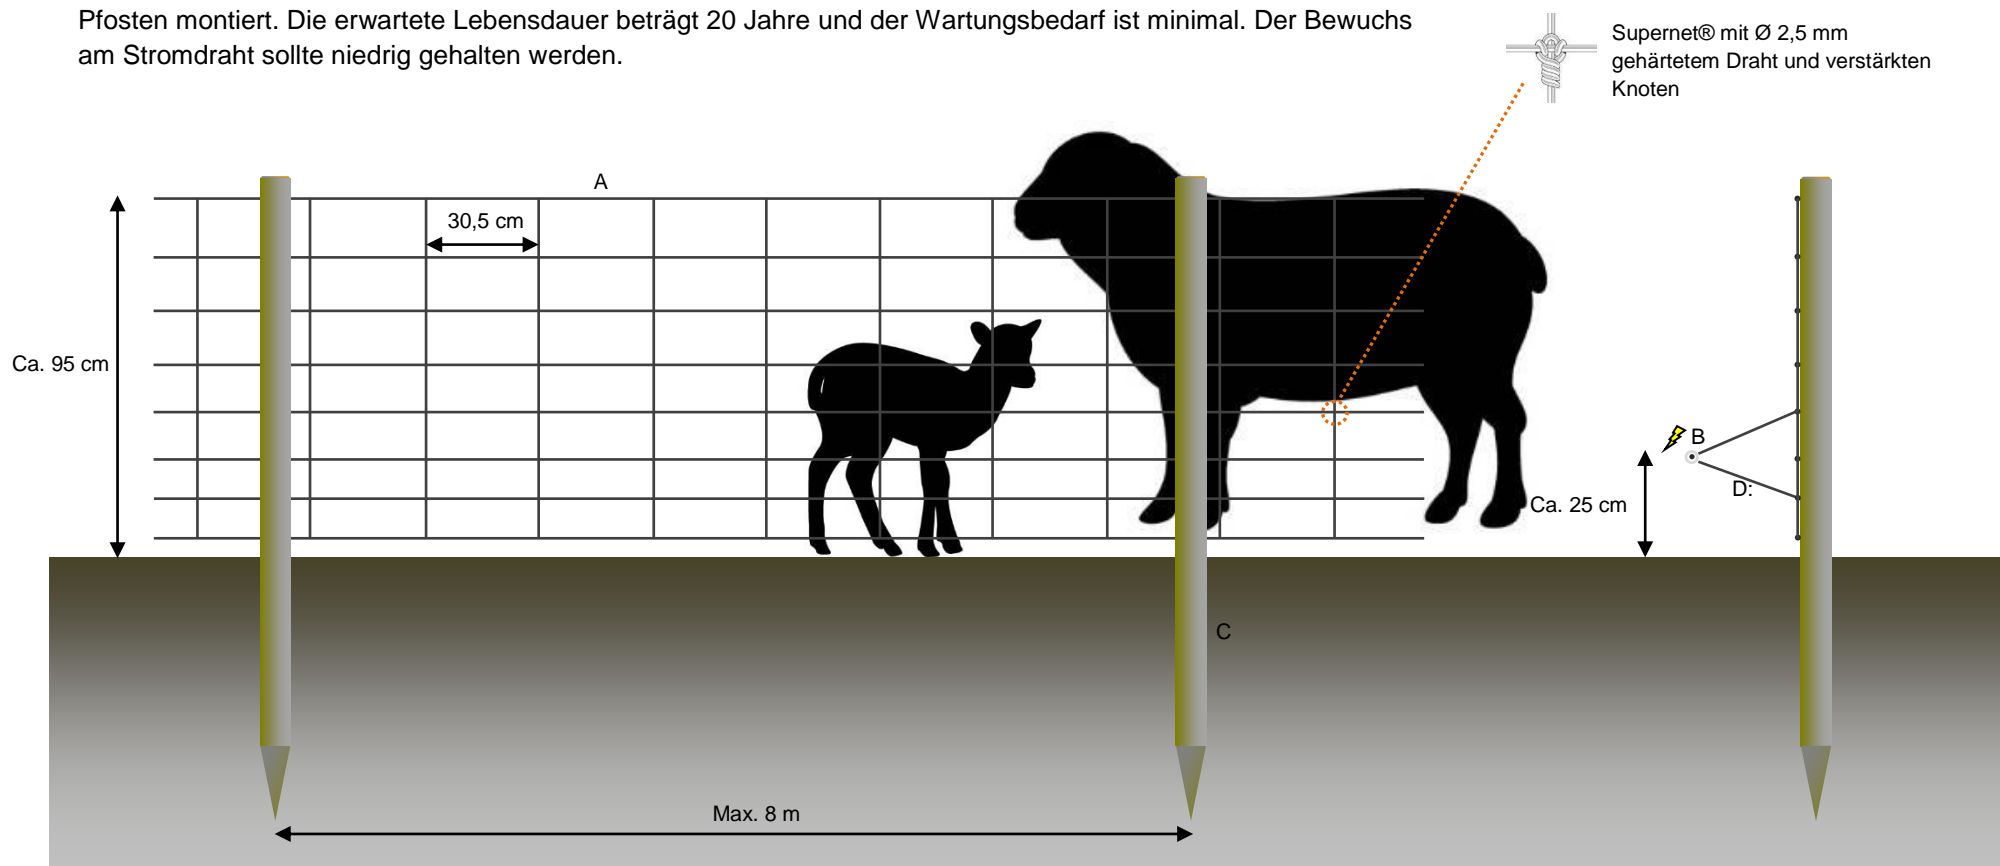 Pfosten montiert. Die erwartete Lebensdauer beträgt 20 Jahre und der Wartungsbedarf ist minimal. Der Bewuchs
am Stromdraht sollte niedrig gehalten werden.
Supernet® mit Ø 2,5 mm
gehärtetem Draht und verstärkten
Knoten
A
30,5 cm
Ca. 95 cm
B
D:
Ca. 25 cm
C
Max. 8 m